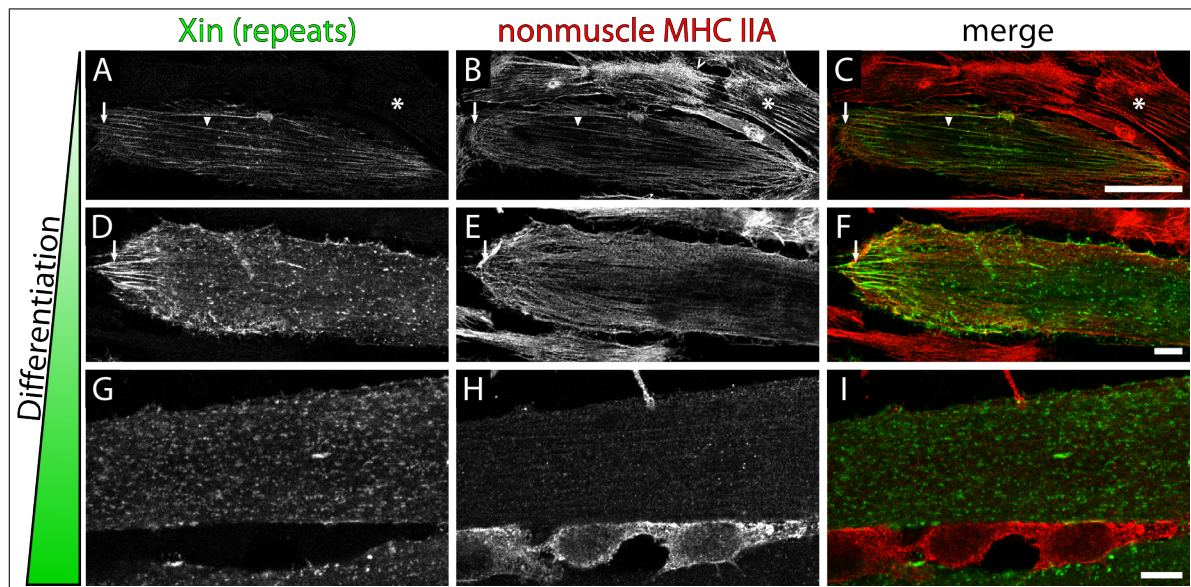 Xin (repeats) nonmuscle MHC IIA merge
A B C
* *
D E F
G H I
Differentiation